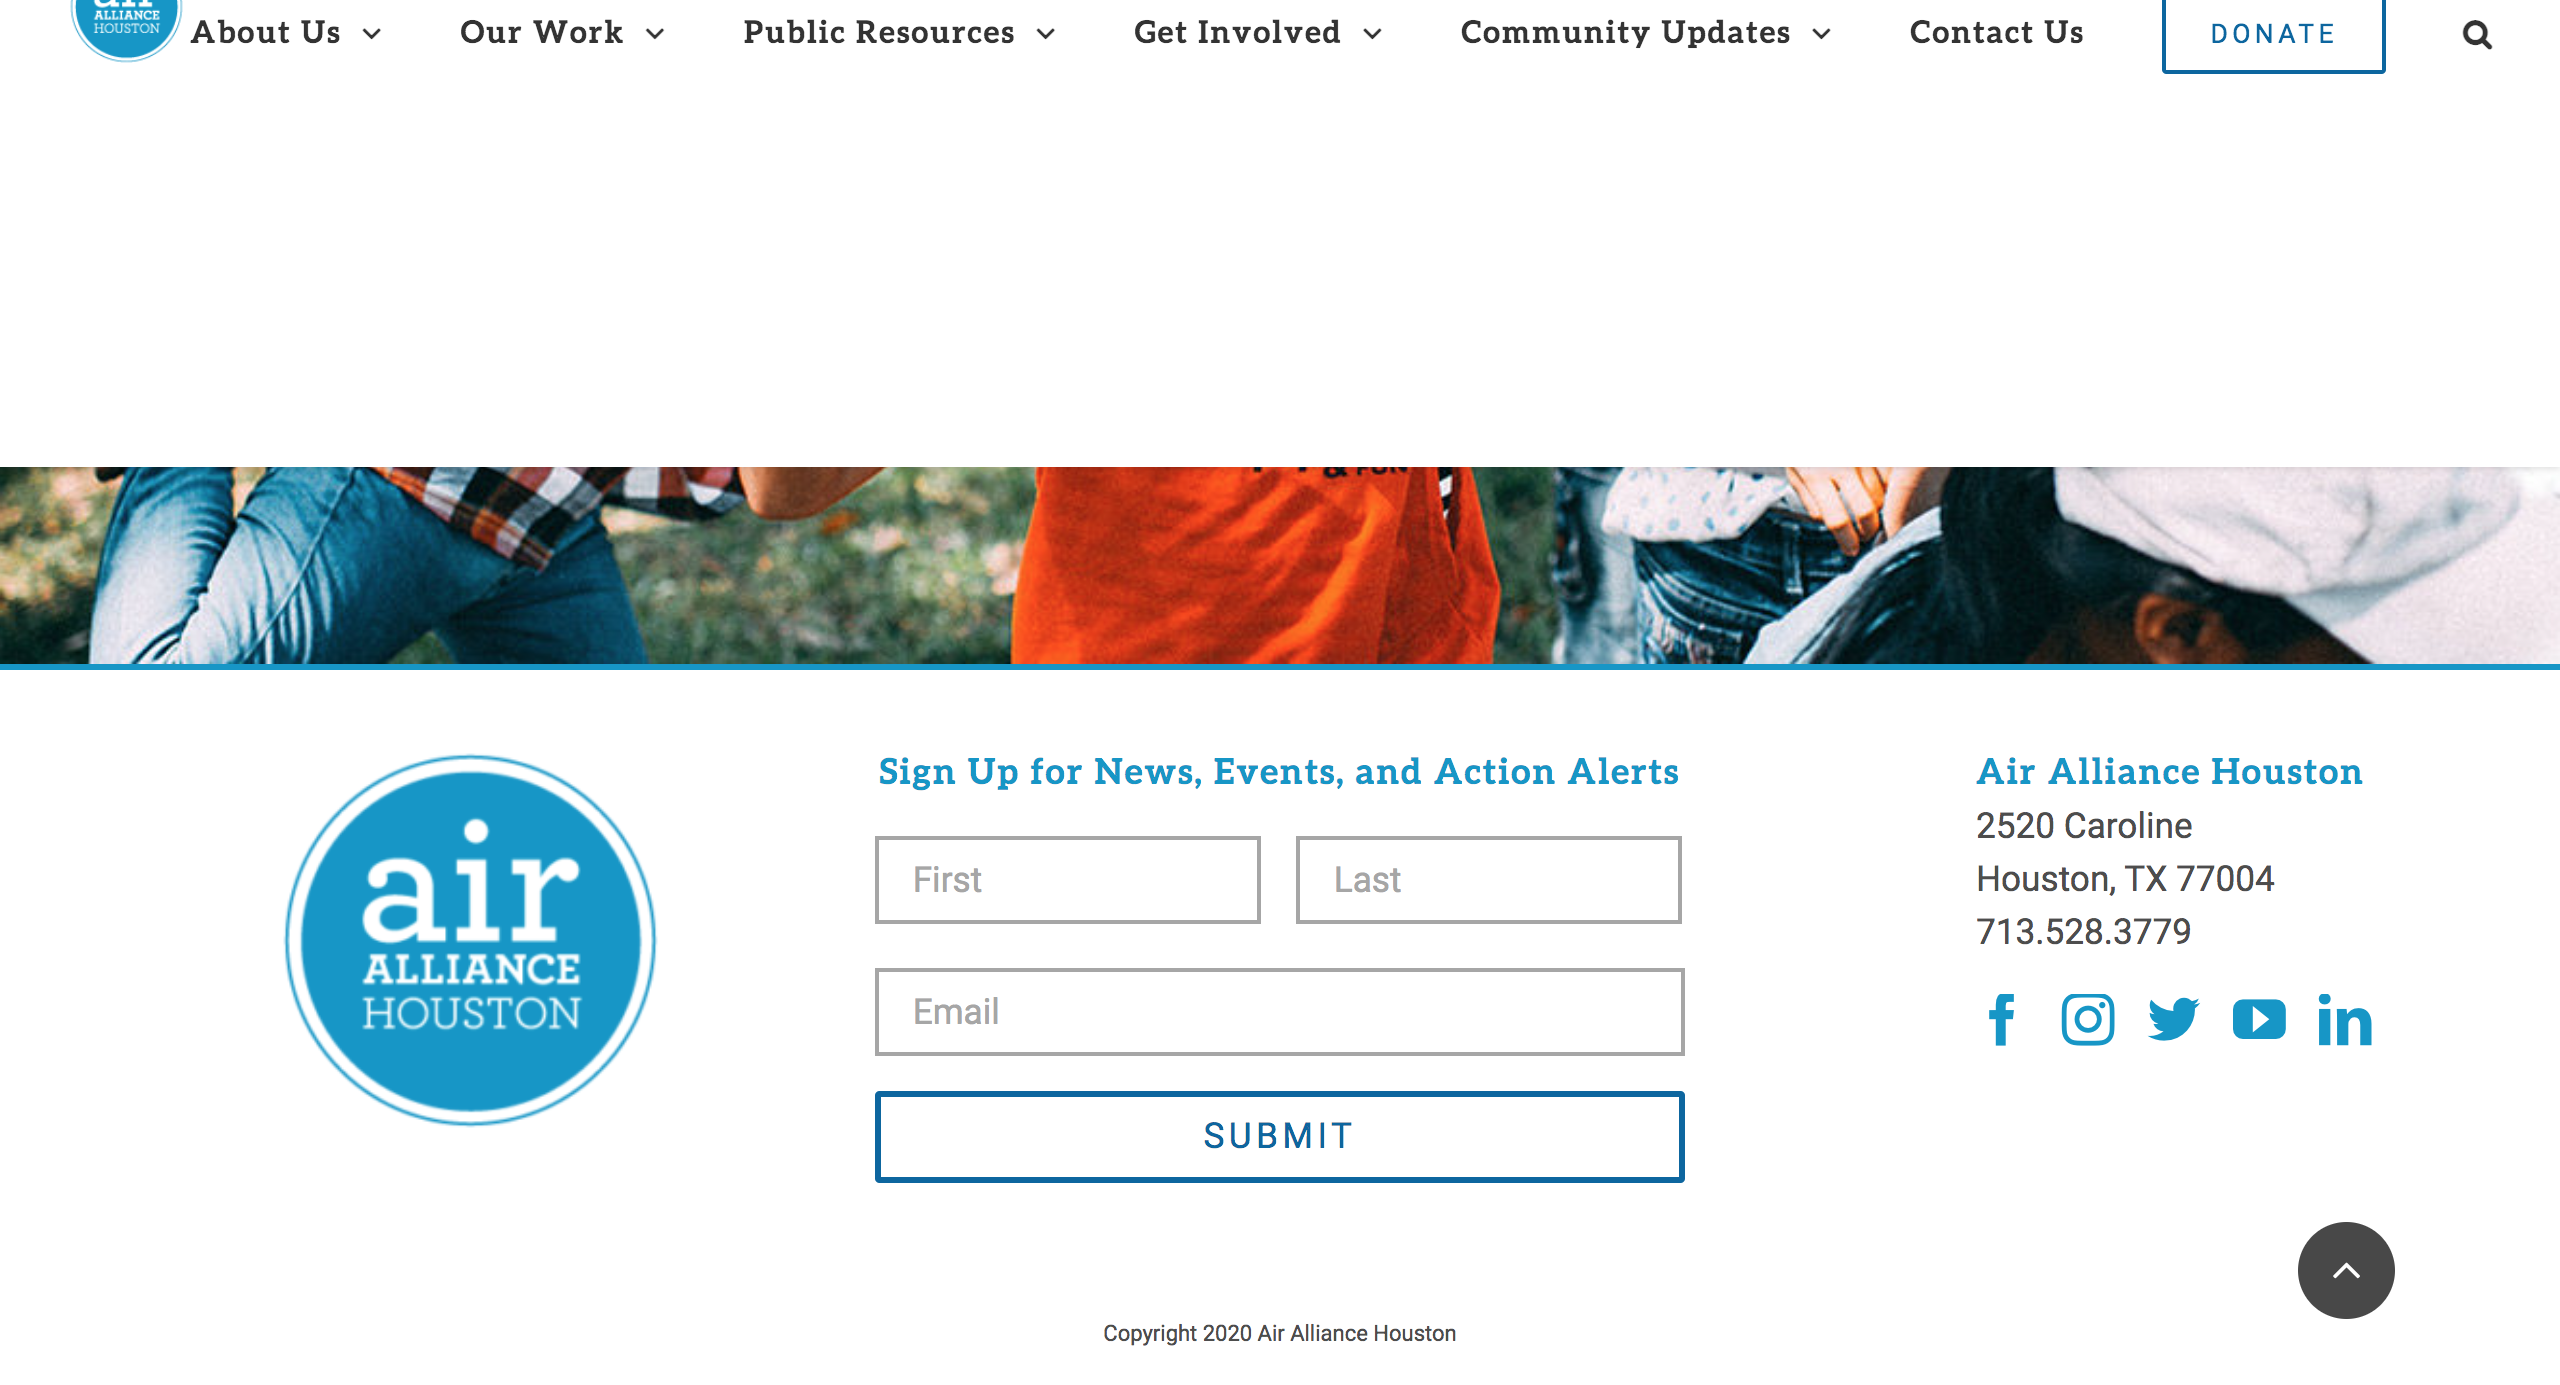 air
ALLIANCE
HOUSTON
About Us
Our Work
Public Resources
Get Involved
Community Updates
Contact Us
DONATE
& FUN
air
ALLIANCE
HOUSTON
Sign Up for News, Events, and Action Alerts
First
Last
Email
SUBMIT
Air Alliance Houston
2520 Caroline
Houston, TX 77004
713.528.3779
Copyright 2020 Air Alliance Houston